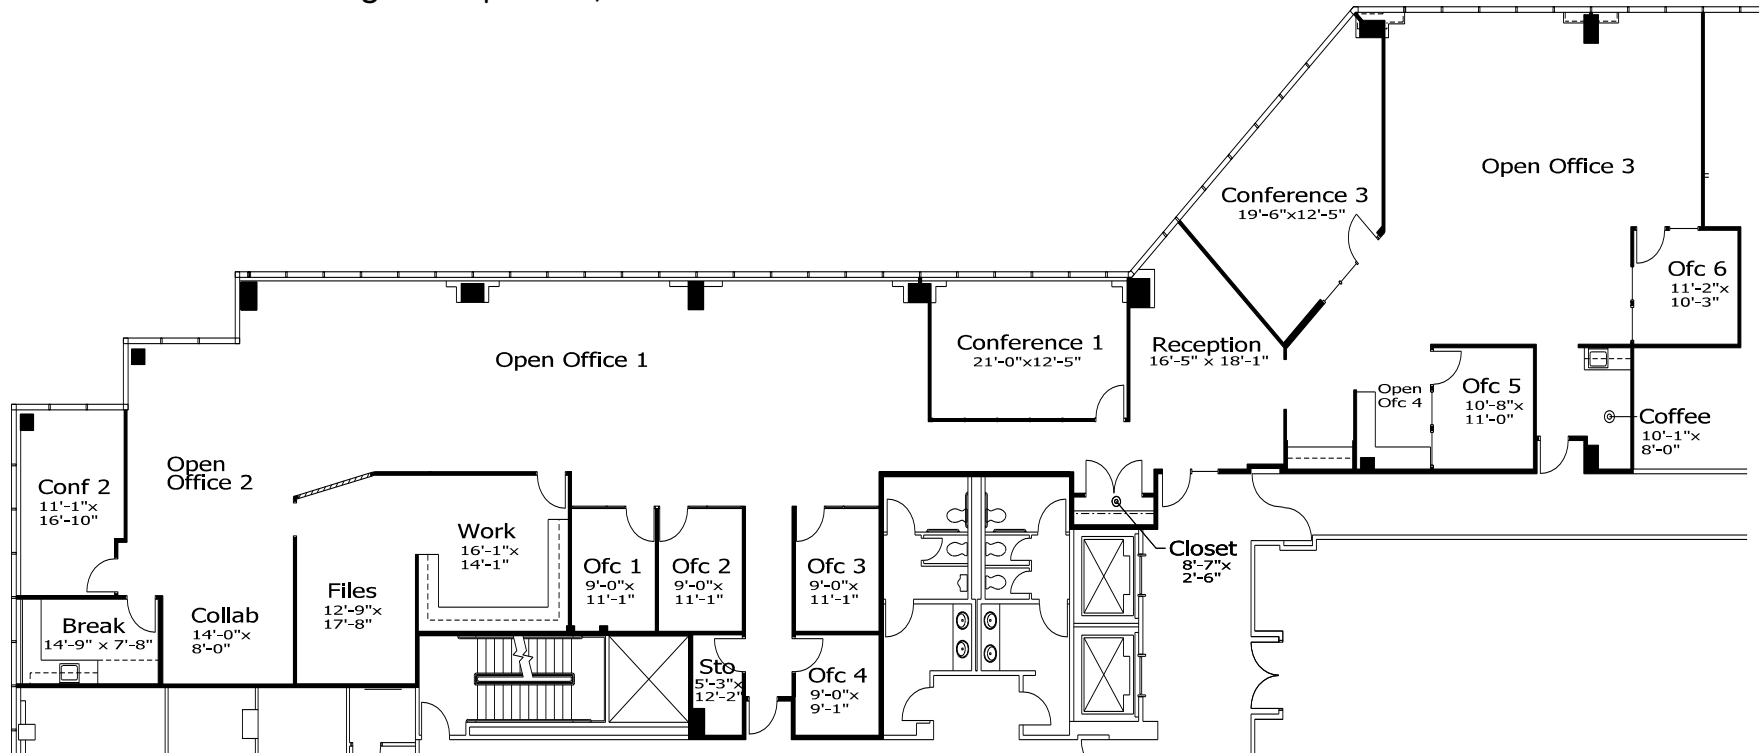 Open Office 3
Conference 3
19'-6"x12'-5"
Ofc 6
11'-2"x
10'-3"
Open Office 1
Conference 1
21'-0"x12'-5"
Reception
16'-5" x 18'-1"
Open
Ofc 4
Ofc 5
10'-8"x
11'-0"
Coffee
10'-1"x
8'-0"
Conf 2
11'-1"x
16'-10"
Open
Office 2
Work
16'-1"x
14'-1"
Ofc 1
9'-0"x
11'-1"
Ofc 2
9'-0"x
11'-1"
Ofc 3
9'-0"x
11'-1"
Closet
8'-7"x
2'-6"
Files
12'-9"x
17'-8"
Collab
14'-0"x
8'-0"
Break
14'-9" x 7'-8"
Sto
5'-3"x
12'-2"
Ofc 4
9'-0"x
9'-1"